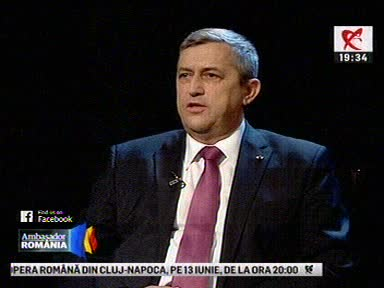 19:34
Find us on
Facebook
Ambasador
ROMÂNIA
PERA ROMÂNĂ DIN CLUJ-NAPOCA, PE 13 IUNIE, DE LA ORA 20:00